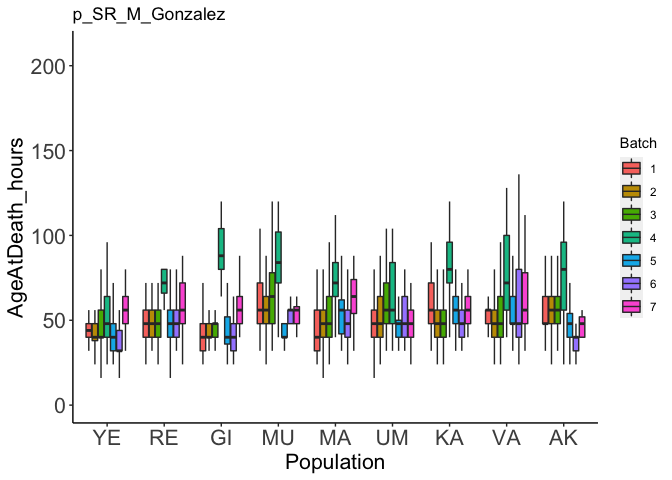 p_SR_M_Gonzalez
200
150
100
50
0
AgeAtDeath_hours
YE RE GI MU MA UM KA VA AK
Population
Batch
1
2
3
4
5
6
7